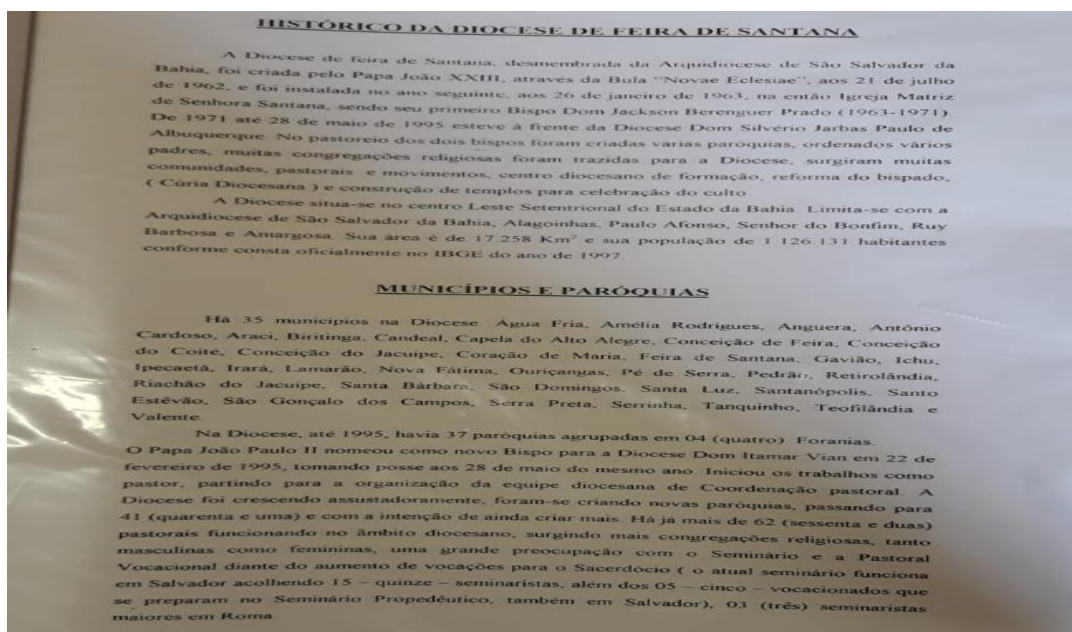 HISTÓRICO DA DIOCESE DE FEIRA DE SANTANA
A Diocese de feira de Santana, desmembrada da Arquidiocese de São Salvador da
Bahia, foi criada pelo Papa João XXIII, através da Bula "Novae Eclesiae", aos 21 de julho
de 1962, e foi instalada no ano seguinte, aos 26 de janeiro de 1963, na então Igreja Matriz
de Senhora Santana, sendo seu primeiro Bispo Dom Jackson Berenguer Prado (1963-1971)
De 1971 até 28 de maio de 1995 esteve à frente da Diocese Dom Silvério Jarbas Paulo de
Albuquerque. No pastoreio dos dois bispos foram criadas várias paróquias, ordenados vários
padres, muitas congregações religiosas foram trazidas para a Diocese, surgiram muitas
comunidades, pastorais e movimentos, centro diocesano de formação, reforma do bispado,
( Cúria Diocesana ) e construção de templos para celebração do culto
A Diocese situa-se no centro Leste Setentrional do Estado da Bahia. Limita-se com a
Arquidiocese de São Salvador da Bahia, Alagoinhas, Paulo Afonso, Senhor do Bonfim, Ruy
Barbosa e Amargosa. Sua área é de 17.258 Km² e sua população de 1.126.131 habitantes
conforme consta oficialmente no IBGE do ano de 1997
MUNICÍPIOS E PARÓQUIAS
Há 35 municípios na Diocese: Água Fria, Amélia Rodrigues, Anguera, Antônio
Cardoso, Araci, Biritinga, Candeal, Capela do Alto Alegre, Conceição de Feira, Conceição
do Coité, Conceição do Jacuipe, Coração de Maria, Feira de Santana, Gavião, Ichu,
Ipecaetá, Irará, Lamarão, Nova Fátima, Ouriçangas, Pé de Serra, Pedrão, Retirolândia,
Riachão do Jacuipe, Santa Bárbara, São Domingos, Santa Luz, Santanópolis, Santo
Estêvão, São Gonçalo dos Campos, Serra Preta, Serrinha, Tanquinho, Teofilândia e
Valente.
Na Diocese, até 1995, havia 37 paróquias agrupadas em 04 (quatro) Foranias.
O Papa João Paulo II nomeou como novo Bispo para a Diocese Dom Itamar Vian em 22 de
fevereiro de 1995, tomando posse aos 28 de maio do mesmo ano. Iniciou os trabalhos como
pastor, partindo para a organização da equipe diocesana de Coordenação pastoral. A
Diocese foi crescendo assustadoramente, foram-se criando novas paróquias, passando para
41 (quarenta e uma) e com a intenção de ainda criar mais. Há já mais de 62 (sessenta e duas)
pastorais funcionando no âmbito diocesano, surgindo mais congregações religiosas, tanto
masculinas como femininas, uma grande preocupação com o Seminário e a Pastoral
Vocacional diante do aumento de vocações para o Sacerdócio ( o atual seminário funciona
em Salvador acolhendo 15 – quinze – seminaristas, além dos 05 – cinco – vocacionados que
se preparam no Seminário Propedêutico, também em Salvador), 03 (três) seminaristas
maiores em Roma